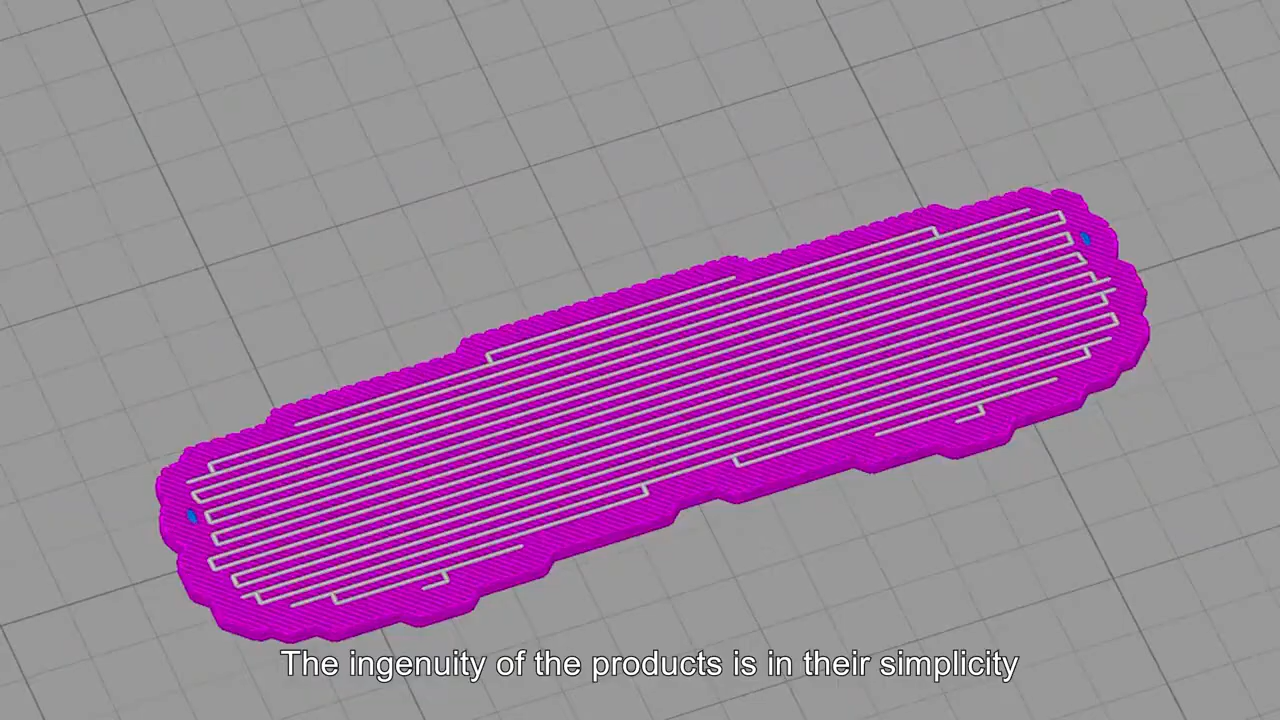 The ingenuity of the products is in their simplicity